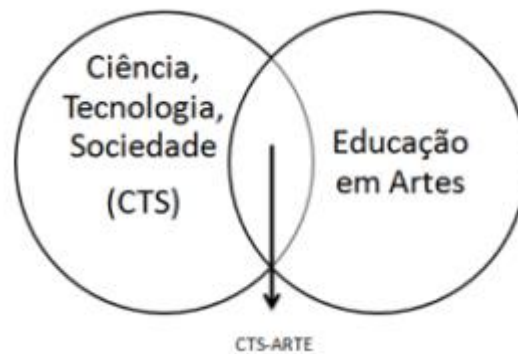 Ciência,
Tecnologia,
Sociedade
(CTS)
Educação
em Artes
CTS-ARTE